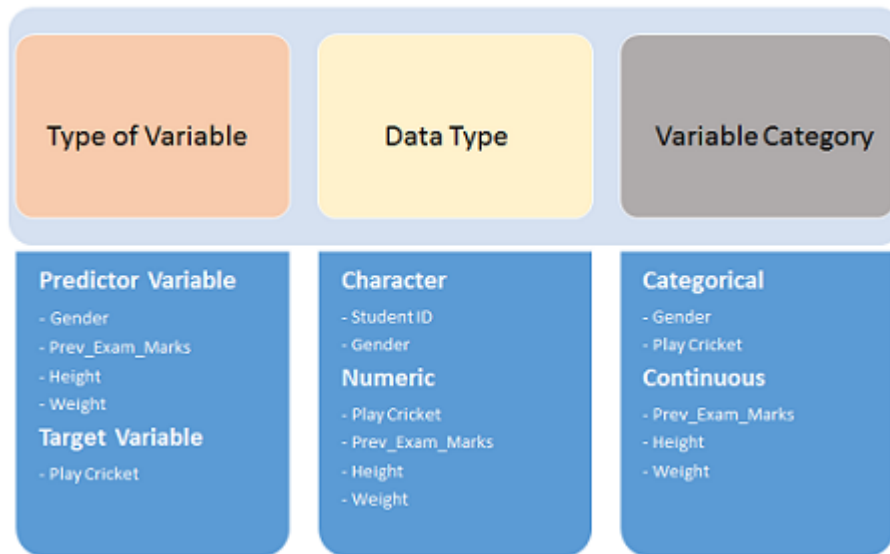 Type of Variable
Data Type
Variable Category
Predictor Variable
- Gender
- Prev_Exam_Marks
- Height
- Weight
Target Variable
- Play Cricket
Character
- Student ID
- Gender
Numeric
- Play Cricket
- Prev_Exam_Marks
- Height
- Weight
Categorical
- Gender
- Play Cricket
Continuous
- Prev_Exam_Marks
- Height
- Weight